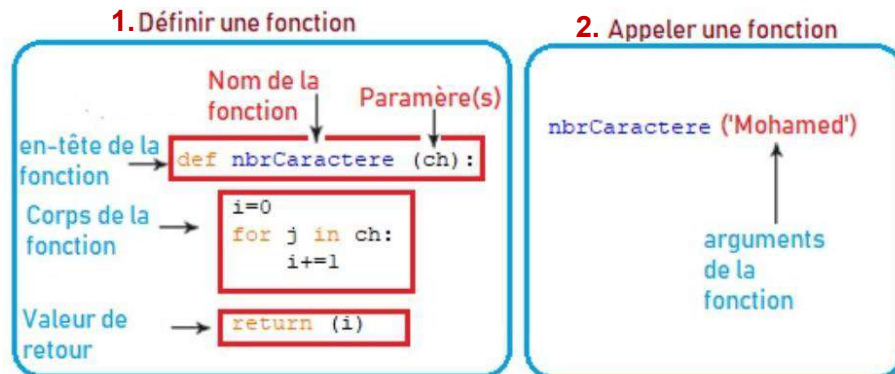 1. Définir une fonction
Nom de la
fonction
Paramère(s)
en-tête de la
fonction
def nbrCaractere (ch):
Corps de la
fonction
i=0
for j in ch:
i+=1
Valeur de
retour
return (i)
2. Appeler une fonction
nbrCaractere ('Mohamed')
arguments
de la
fonction